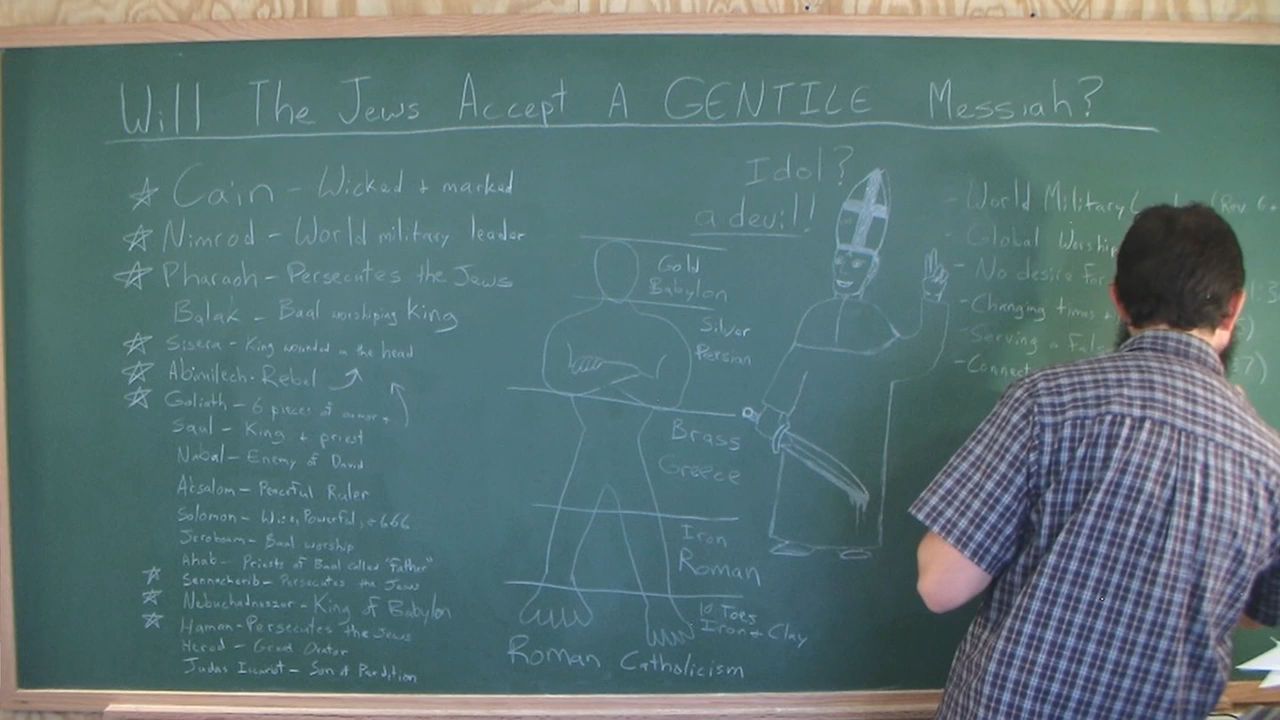 Will The Jews Accept A GENTILE Messiah?
Cain - Wicked + marked
Nimrod - World military leader
Pharaoh - Persecutes the Jews
Balak - Baal worshiping King
Sisera - King wounded in the head
Abimilech - Rebel
Goliath - 6 pieces of armor
Saul - King + priest
Nabal - Enemy of David
Absalom - Peaceful Ruler
Solomon - Wise, Powerful, + 666
Jeroboam - Baal worship
Ahab - Priests of Baal called "Father"
Sennacherib - Persecutes the Jews
Nebuchadnezzar - King of Babylon
Haman - Persecutes the Jews
Herod - Great Orator
Judas Iscariot - Son of Perdition
Gold
Babylon
Silver
Persian
Brass
Greece
Iron
Roman
10 Toes
Iron + Clay
Roman Catholicism
Idol?
a devil!
- World Military (Rev 6
- Global Worship
- No desire for
- Changing times +
- Serving a
- Connect